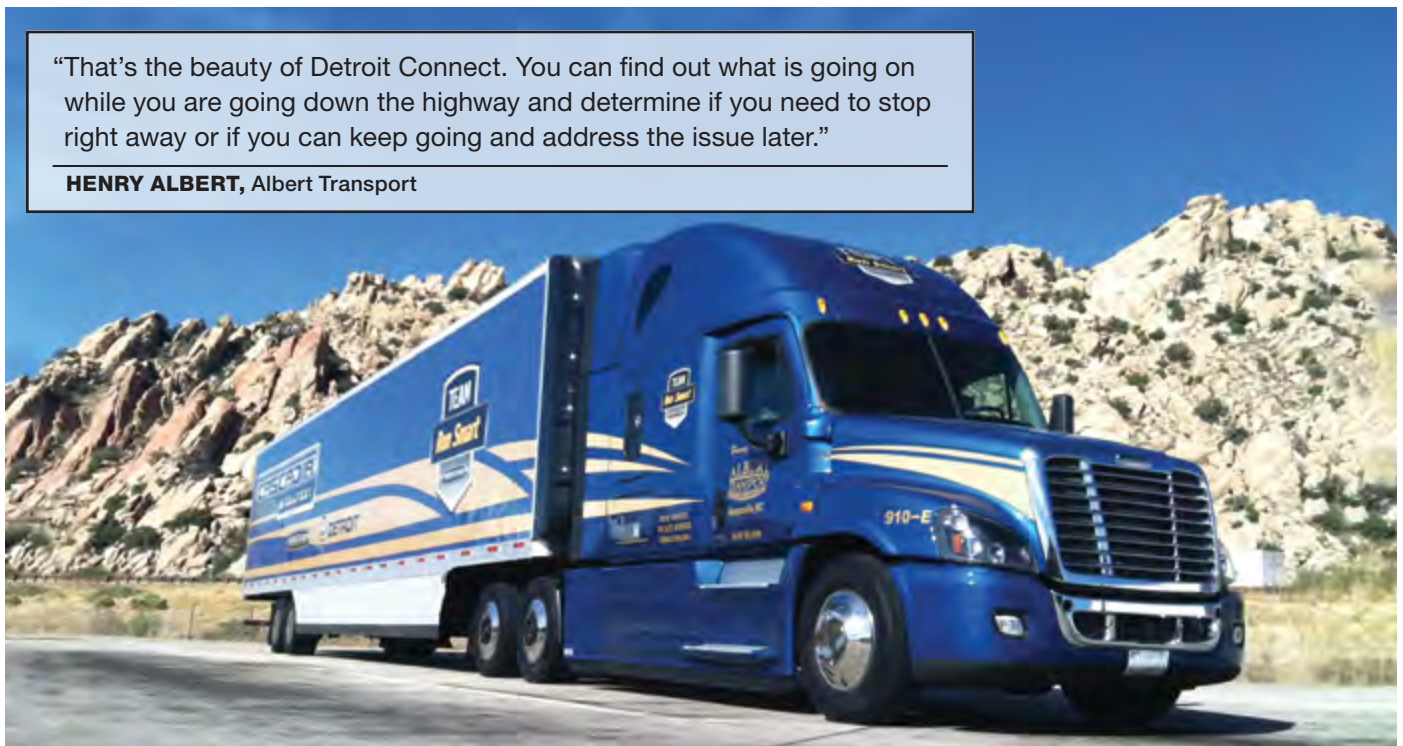 “That’s the beauty of Detroit Connect. You can find out what is going on
while you are going down the highway and determine if you need to stop
right away or if you can keep going and address the issue later.”
HENRY ALBERT, Albert Transport
TEAM
Run Smart
TEAM
Run Smart
DETROIT
910-E